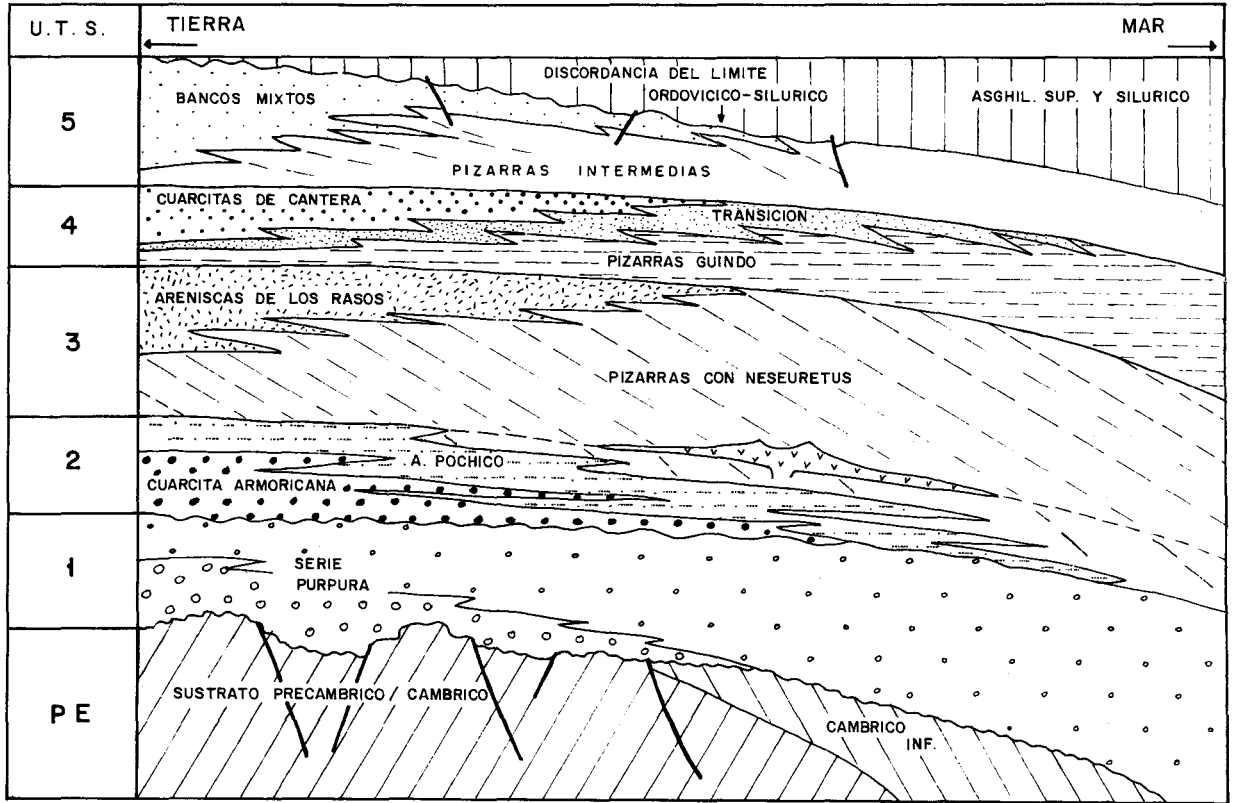 U.T.S.
TIERRA
MAR
5
BANCOS MIXTOS
DISCORDANCIA DEL LIMITE
ORDOVICICO-SILURICO
ASGHIL. SUP. Y SILURICO
PIZARRAS INTERMEDIAS
4
CUARCITAS DE CANTERA
TRANSICION
PIZARRAS GUINDO
3
ARENISCAS DE LOS RASOS
PIZARRAS CON NESEURETUS
2
A. POCHICO
CUARCITA ARMORICANA
1
SERIE
PURPURA
PE
SUSTRATO PRECAMBRICO / CAMBRICO
CAMBRICO
INF.